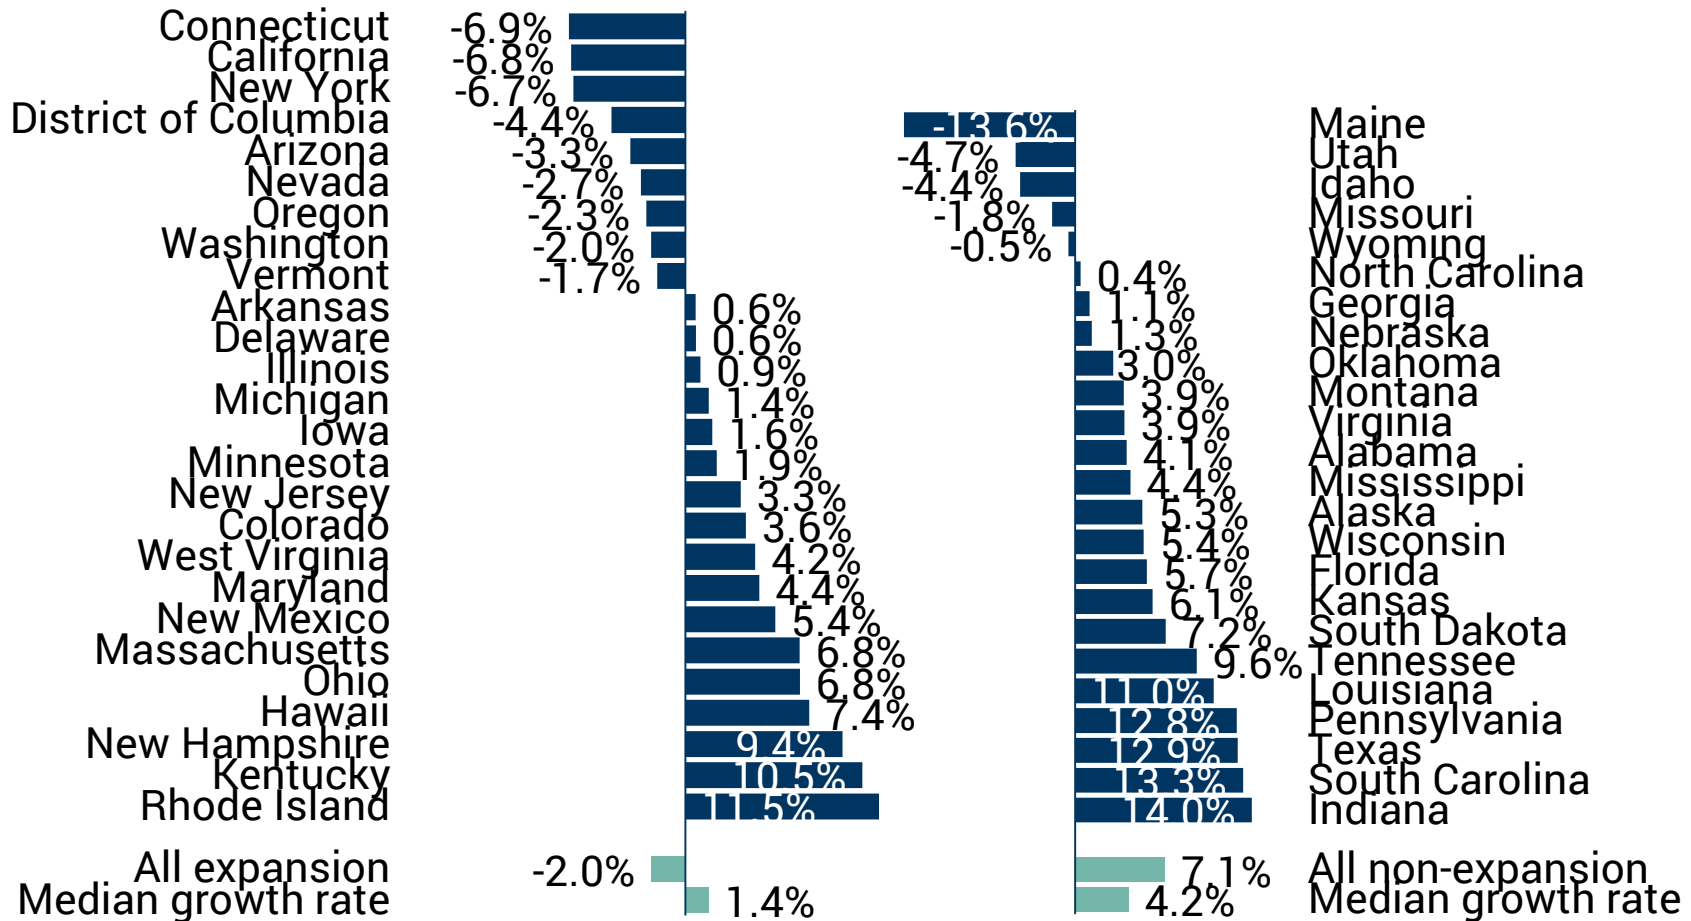 Connecticut -6.9%
California -6.8%
New York -6.7%
District of Columbia -4.4%
Arizona -3.3%
Nevada -2.7%
Oregon -2.3%
Washington -2.0%
Vermont -1.7%
Arkansas 0.6%
Delaware 0.6%
Illinois 0.9%
Michigan 1.4%
Iowa 1.6%
Minnesota 1.9%
New Jersey 3.3%
Colorado 3.6%
West Virginia 4.2%
Maryland 4.4%
New Mexico 5.4%
Massachusetts 6.8%
Ohio 6.8%
Hawaii 7.4%
New Hampshire 9.4%
Kentucky 10.5%
Rhode Island 11.5%
All expansion -2.0%
Median growth rate 1.4%
-13.6% Maine
-4.7% Utah
-4.4% Idaho
-1.8% Missouri
-0.5% Wyoming
0.4% North Carolina
1.1% Georgia
1.3% Nebraska
3.0% Oklahoma
3.9% Montana
3.9% Virginia
4.1% Alabama
4.4% Mississippi
5.3% Alaska
5.4% Wisconsin
5.7% Florida
6.1% Kansas
7.2% South Dakota
9.6% Tennessee
11.0% Louisiana
12.8% Pennsylvania
12.9% Texas
13.3% South Carolina
14.0% Indiana
7.1% All non-expansion
4.2% Median growth rate